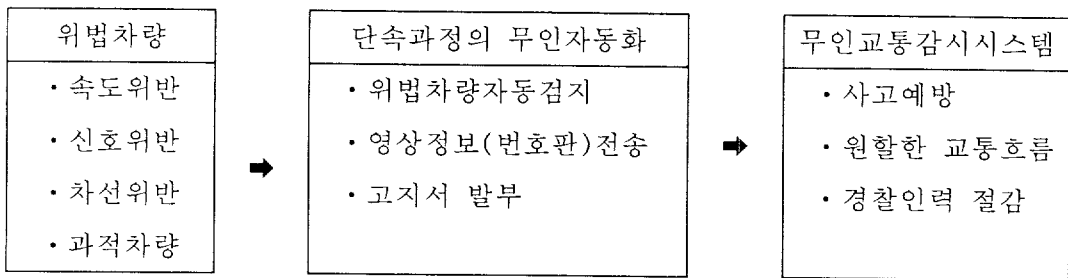 위법차량
· 속도위반
· 신호위반
· 차선위반
· 과적차량
➡
단속과정의 무인자동화
· 위법차량자동검지
· 영상정보(번호판)전송
· 고지서 발부
➡
무인교통감시시스템
· 사고예방
· 원할한 교통흐름
· 경찰인력 절감